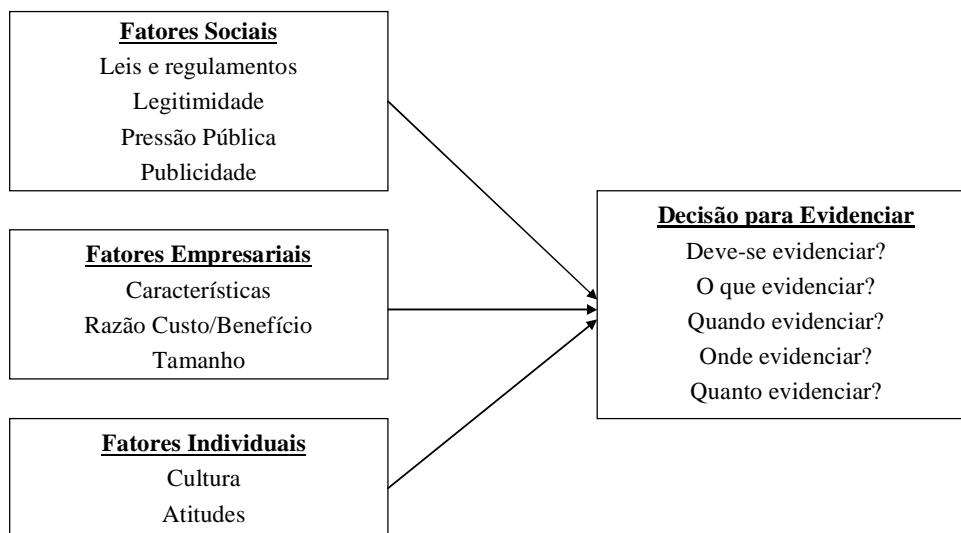 Fatores Sociais
Leis e regulamentos
Legitimidade
Pressão Pública
Publicidade
Fatores Empresariais
Características
Razão Custo/Benefício
Tamanho
Fatores Individuais
Cultura
Atitudes
Decisão para Evidenciar
Deve-se evidenciar?
O que evidenciar?
Quando evidenciar?
Onde evidenciar?
Quanto evidenciar?